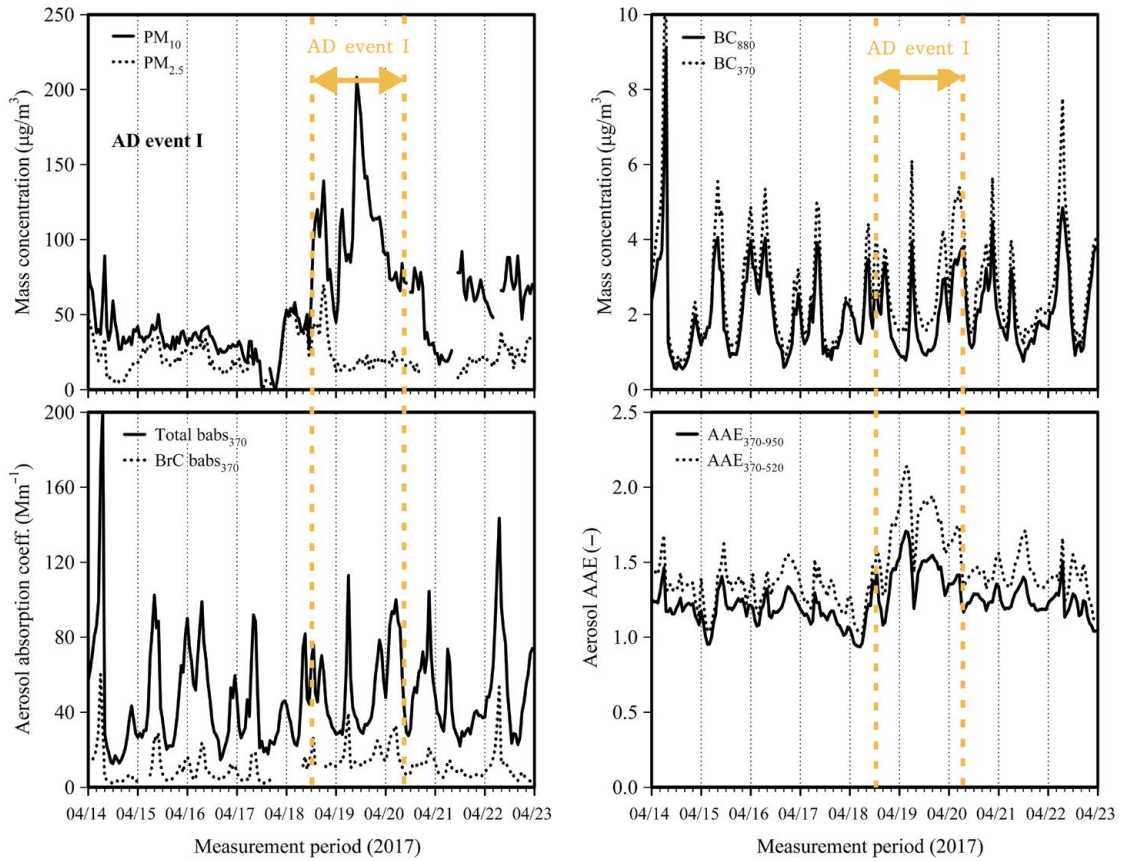 250
200
150
100
50
0
Mass concentration (µg/m³)
PM₁₀
PM₂.₅
AD event I
AD event I
10
8
6
4
2
0
Mass concentration (µg/m³)
BC₈₈₀
BC₃₇₀
AD event I
200
160
120
80
40
0
Aerosol absorption coeff. (Mm⁻¹)
Total babs₃₇₀
BrC babs₃₇₀
04/14 04/15 04/16 04/17 04/18 04/19 04/20 04/21 04/22 04/23
Measurement period (2017)
2.5
2.0
1.5
1.0
0.5
0.0
Aerosol AAE (−)
AAE₃₇₀₋₉₅₀
AAE₃₇₀₋₅₂₀
04/14 04/15 04/16 04/17 04/18 04/19 04/20 04/21 04/22 04/23
Measurement period (2017)